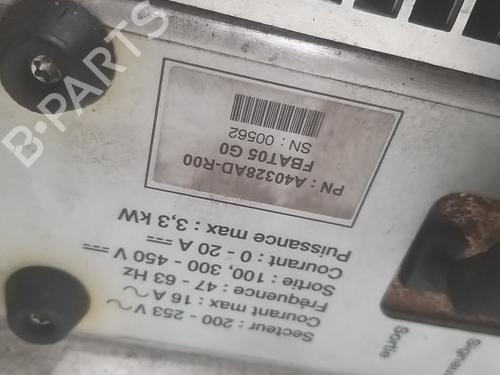 Secteur : 200 - 253 V ~
Courant max : 16 A ~
Fréquence : 47 - 63 Hz
Sortie : 100, 300 - 450 V ⎓
Courant : 0 - 20 A ⎓
Puissance max : 3,3 kW
PN : A40328AD-R00
FBAT05 G0
SN : 00562
Sortie
B-PARTS